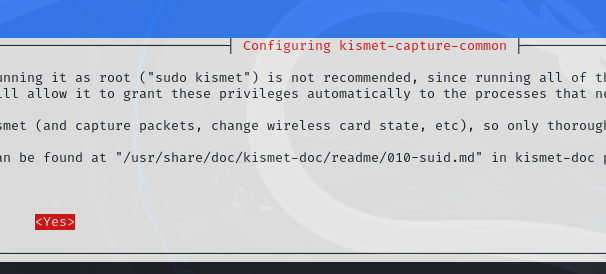 Configuring kismet-capture-common
unning it as root ("sudo kismet") is not recommended, since running all of th
ill allow it to grant these privileges automatically to the processes that ne
smet (and capture packets, change wireless card state, etc), so only thoroug
an be found at "/usr/share/doc/kismet-doc/readme/010-suid.md" in kismet-doc p
<Yes>